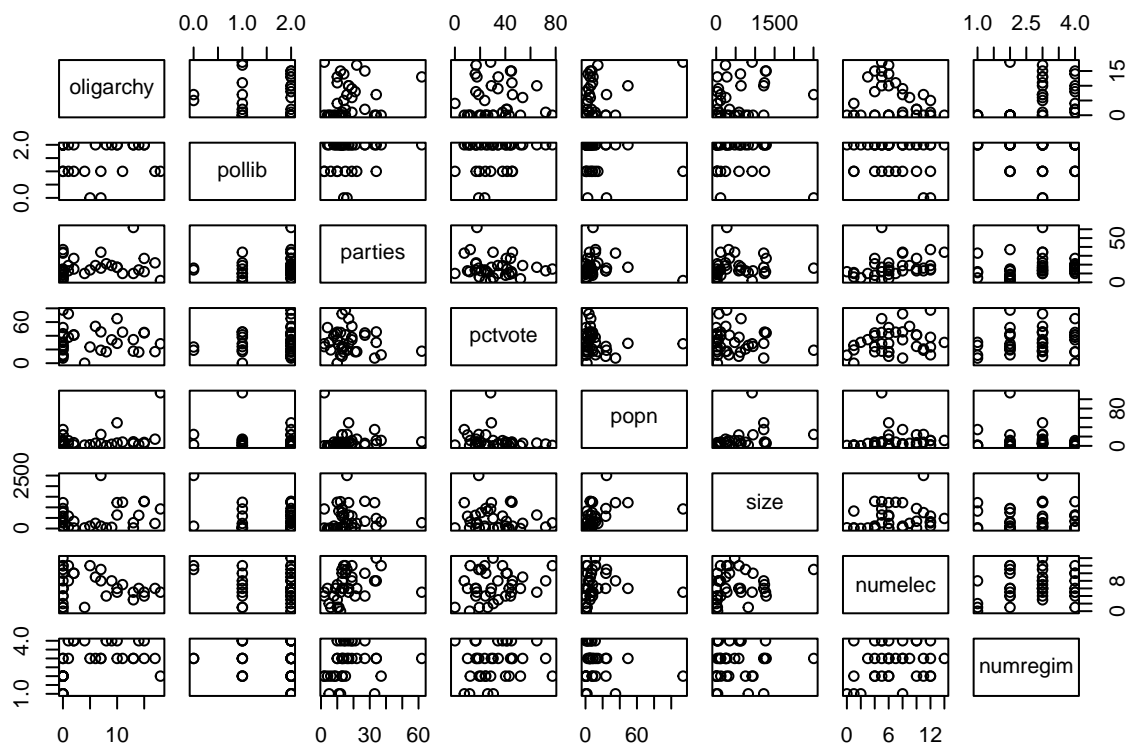 0.0 1.0 2.0 0 40 80 0 1500 1.0 2.5 4.0
oligarchy 0 15
0.0 2.0 pollib
parties 0 50
0 60 pctvote
popn 0 80
0 2500 size
numelec 0 8
1.0 4.0 numregim
0 10 0 30 60 0 60 0 6 12